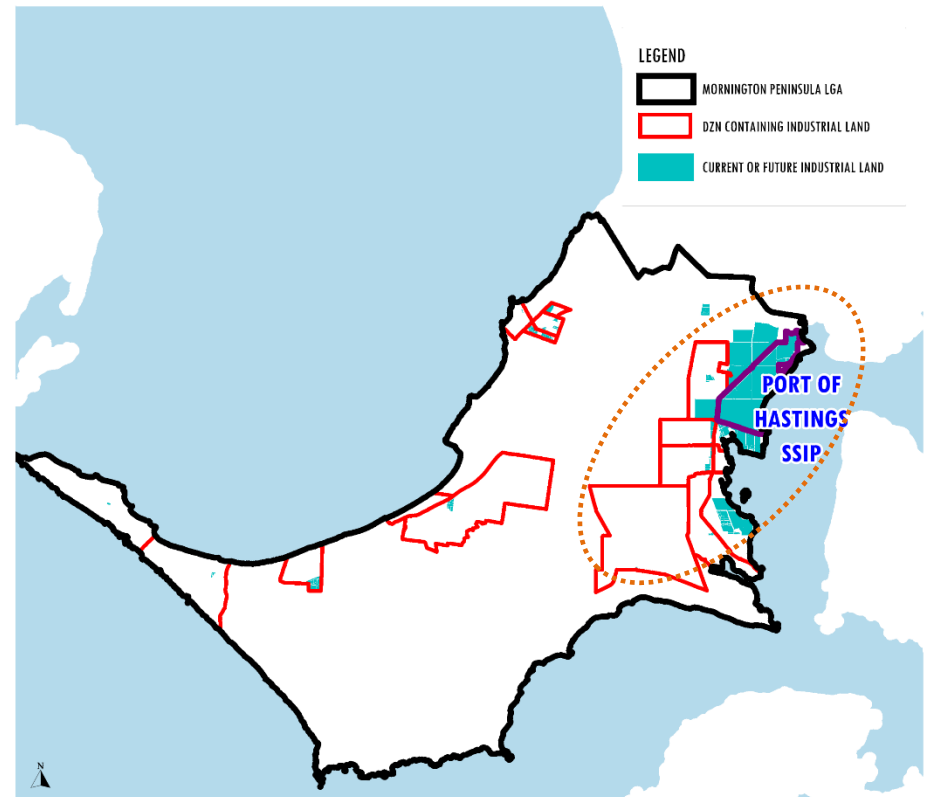 LEGEND
MORNINGTON PENINSULA LGA
DZN CONTAINING INDUSTRIAL LAND
CURRENT OR FUTURE INDUSTRIAL LAND
PORT OF
HASTINGS
SSIP
N